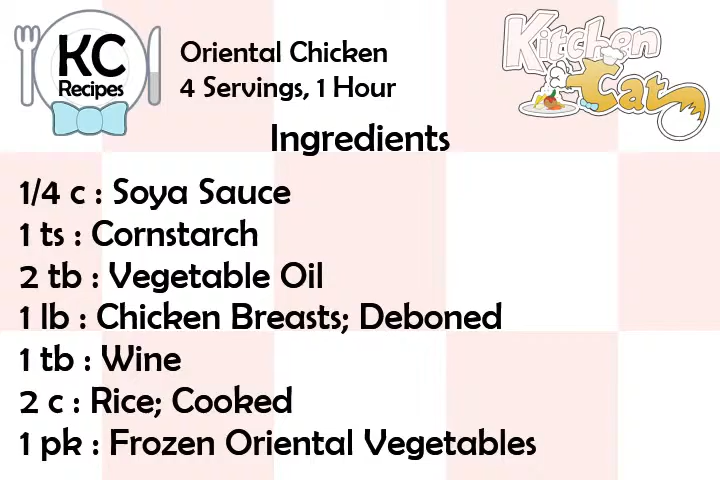 KC
Recipes
Oriental Chicken
4 Servings, 1 Hour
Kitchen
Cat
Ingredients
1/4 c : Soya Sauce
1 ts : Cornstarch
2 tb : Vegetable Oil
1 lb : Chicken Breasts; Deboned
1 tb : Wine
2 c : Rice; Cooked
1 pk : Frozen Oriental Vegetables